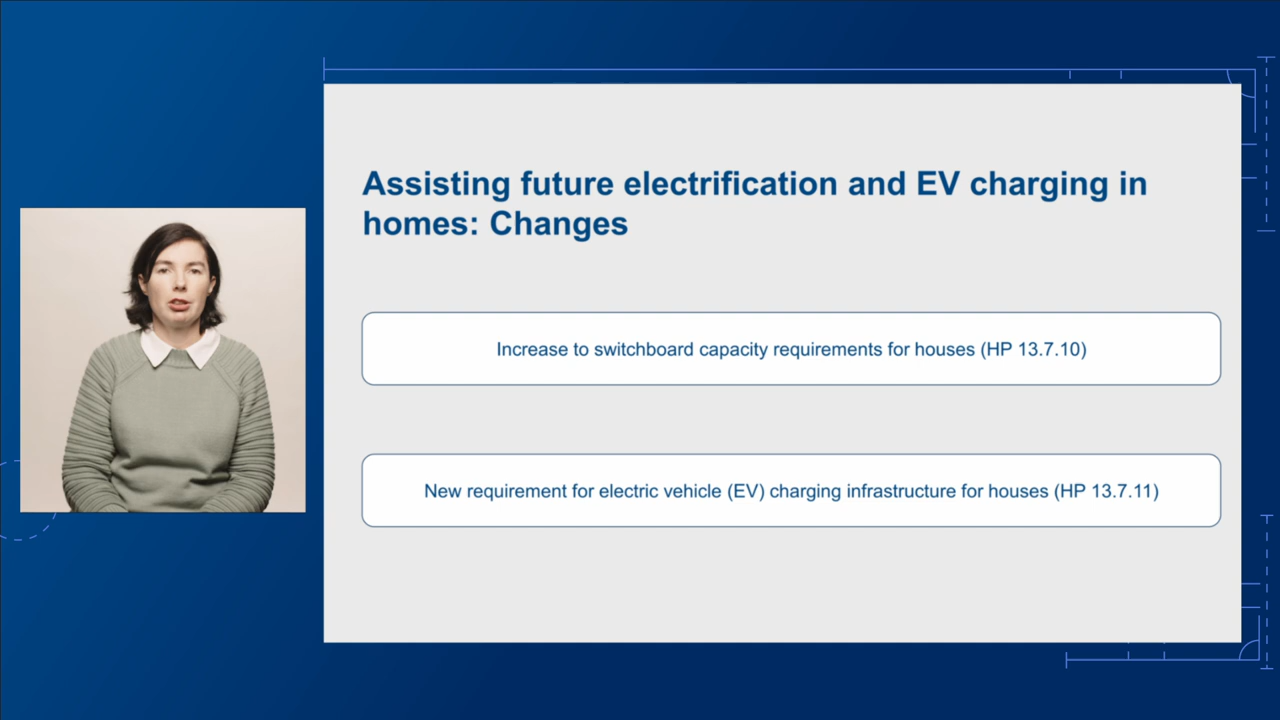 Assisting future electrification and EV charging in
homes: Changes
Increase to switchboard capacity requirements for houses (HP 13.7.10)
New requirement for electric vehicle (EV) charging infrastructure for houses (HP 13.7.11)